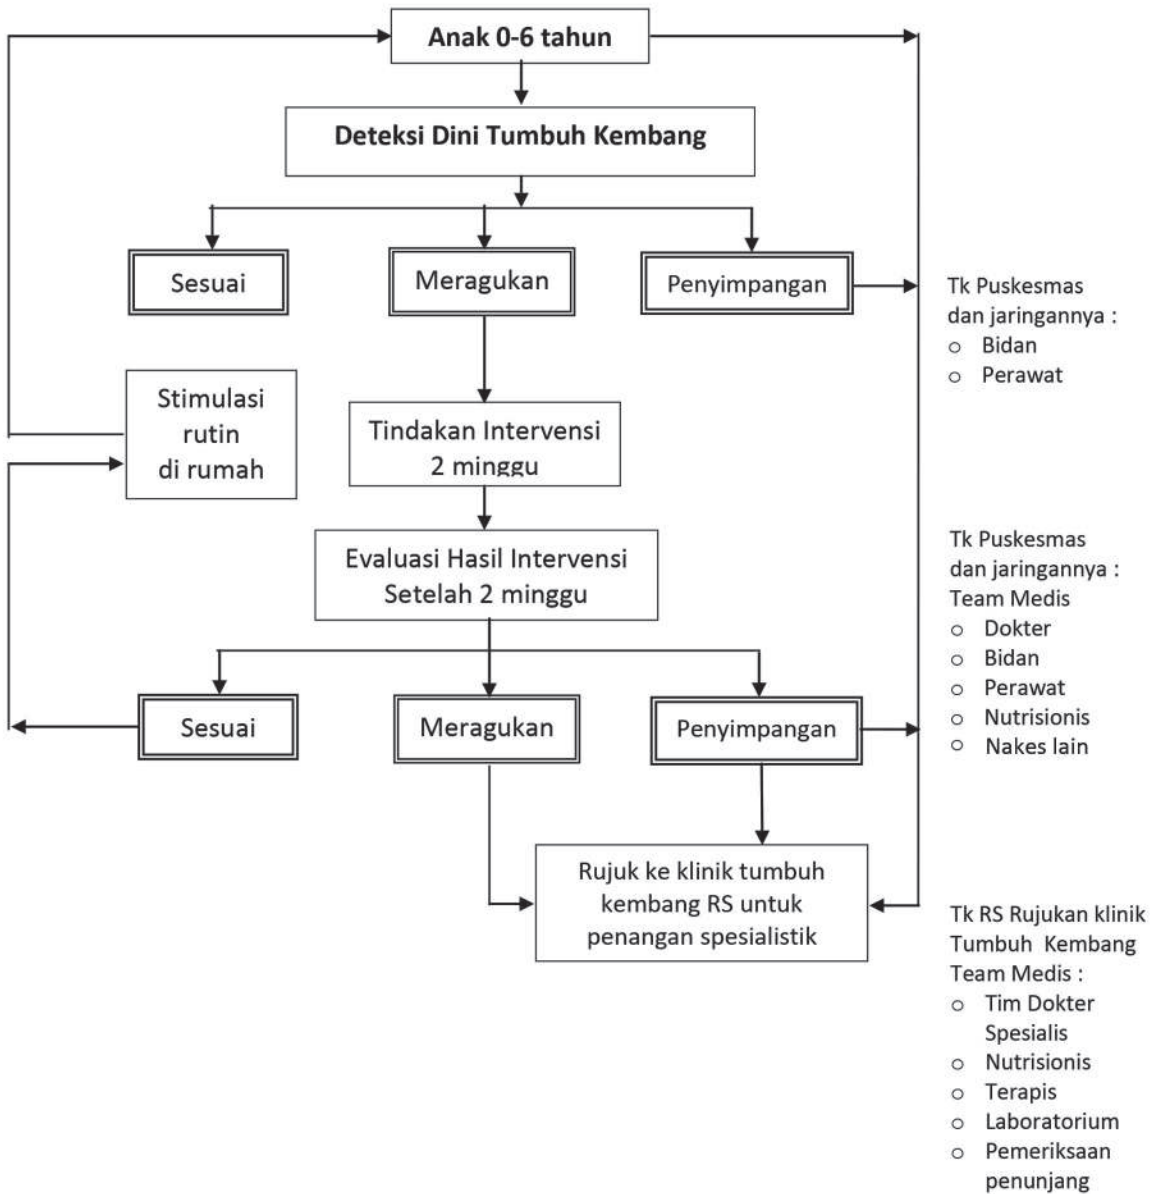 Anak 0-6 tahun
Deteksi Dini Tumbuh Kembang
Sesuai
Meragukan
Penyimpangan
Tk Puskesmas
dan jaringannya :
o Bidan
o Perawat
Stimulasi
rutin
di rumah
Tindakan Intervensi
2 minggu
Evaluasi Hasil Intervensi
Setelah 2 minggu
Tk Puskesmas
dan jaringannya :
Team Medis
o Dokter
o Bidan
o Perawat
o Nutrisionis
o Nakes lain
Sesuai
Meragukan
Penyimpangan
Rujuk ke klinik tumbuh
kembang RS untuk
penangan spesialistik
Tk RS Rujukan klinik
Tumbuh Kembang
Team Medis :
o Tim Dokter
Spesialis
o Nutrisionis
o Terapis
o Laboratorium
o Pemeriksaan
penunjang